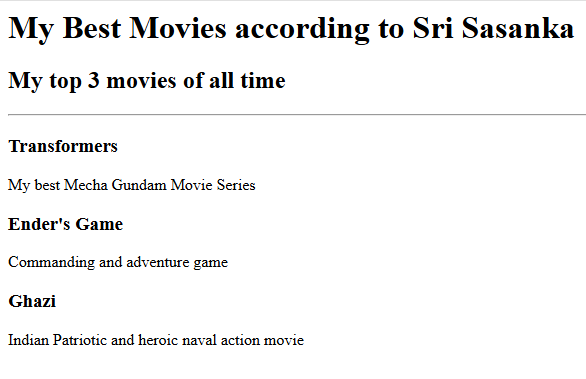 My Best Movies according to Sri Sasanka
My top 3 movies of all time
Transformers
My best Mecha Gundam Movie Series
Ender's Game
Commanding and adventure game
Ghazi
Indian Patriotic and heroic naval action movie